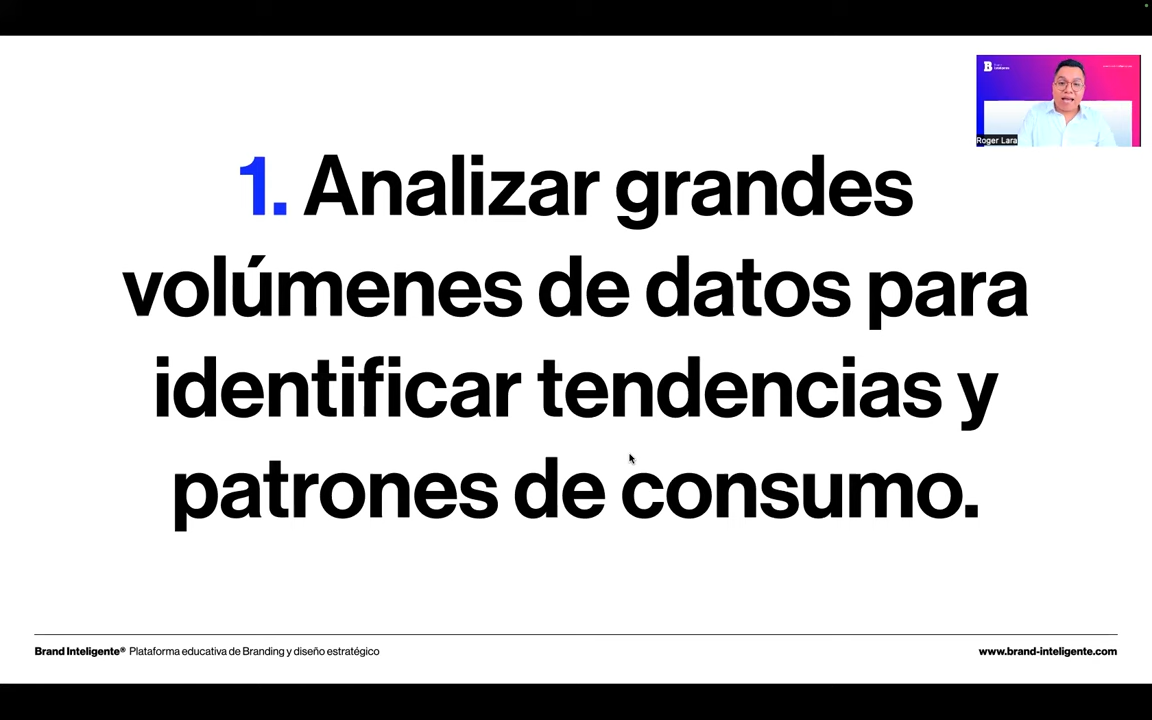 Roger Lara
1. Analizar grandes
volúmenes de datos para
identificar tendencias y
patrones de consumo.
Brand Inteligente® Plataforma educativa de Branding y diseño estratégico
www.brand-inteligente.com